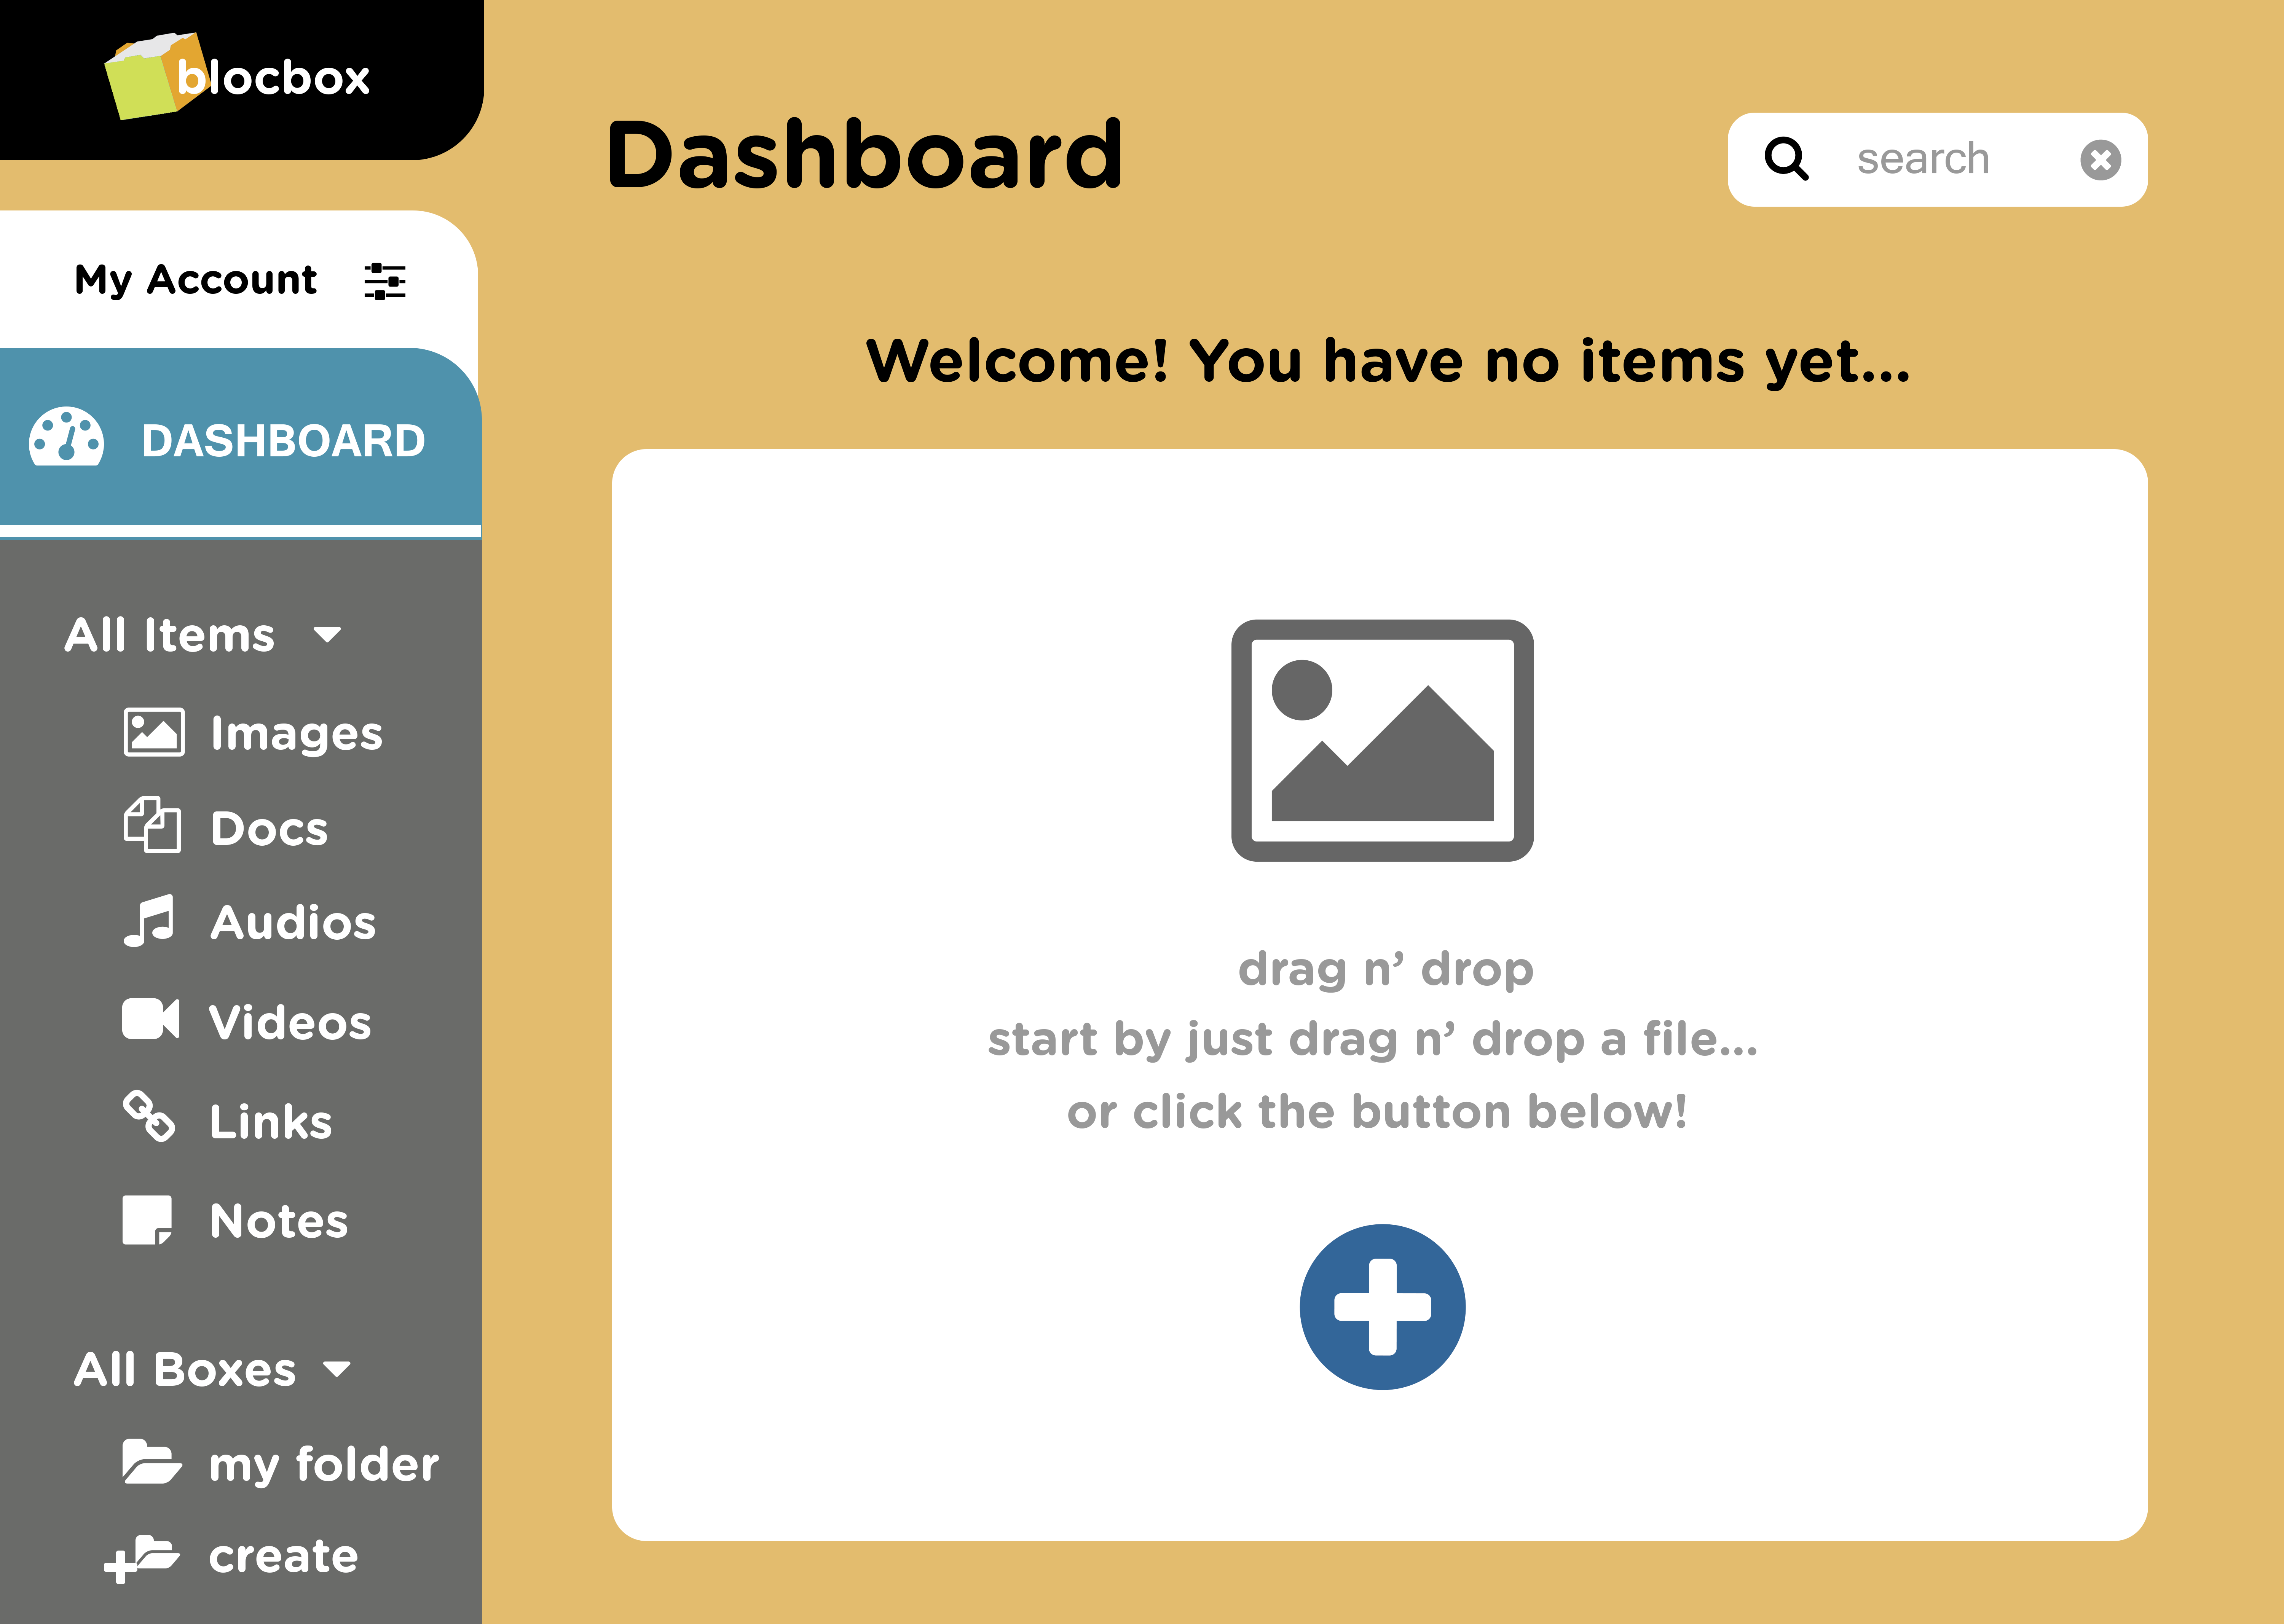 blocbox
My Account
DASHBOARD
All Items
Images
Docs
Audios
Videos
Links
Notes
All Boxes
my folder
create
Dashboard
search
Welcome! You have no items yet...
drag n’ drop
start by just drag n’ drop a file...
or click the button below!